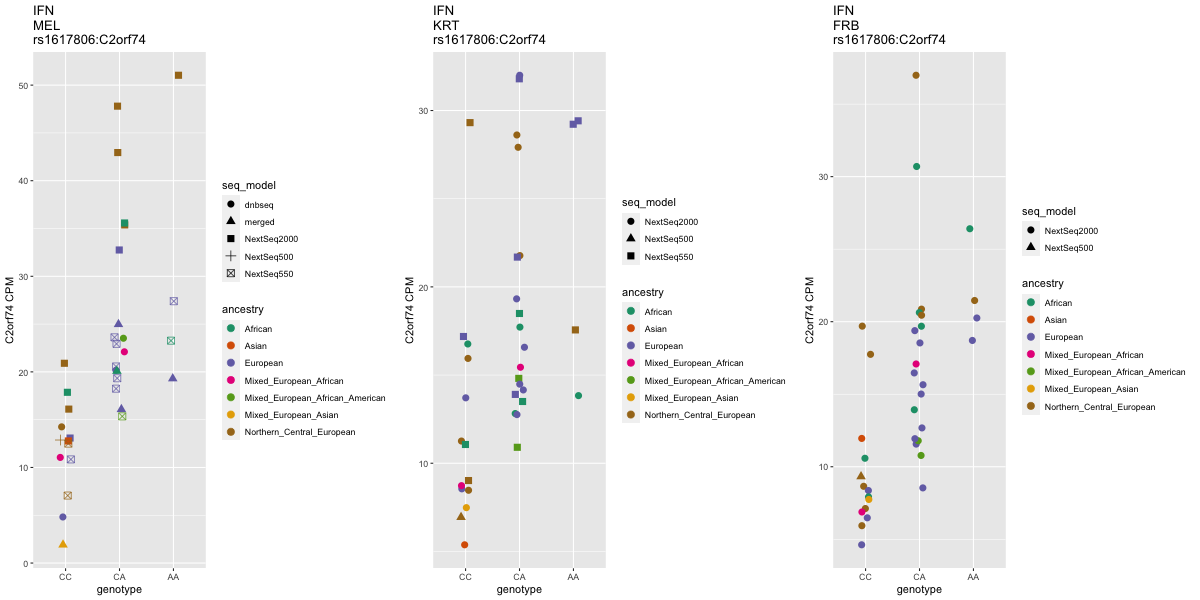 IFN
MEL
rs1617806:C2orf74
C2orf74 CPM
50
40
30
20
10
0
CC
CA
AA
genotype
seq_model
dnbseq
merged
NextSeq2000
NextSeq500
NextSeq550
ancestry
African
Asian
European
Mixed_European_African
Mixed_European_African_American
Mixed_European_Asian
Northern_Central_European
IFN
KRT
rs1617806:C2orf74
C2orf74 CPM
30
20
10
CC
CA
AA
genotype
seq_model
NextSeq2000
NextSeq500
NextSeq550
ancestry
African
Asian
European
Mixed_European_African
Mixed_European_African_American
Mixed_European_Asian
Northern_Central_European
IFN
FRB
rs1617806:C2orf74
C2orf74 CPM
30
20
10
CC
CA
AA
genotype
seq_model
NextSeq2000
NextSeq500
ancestry
African
Asian
European
Mixed_European_African
Mixed_European_African_American
Mixed_European_Asian
Northern_Central_European